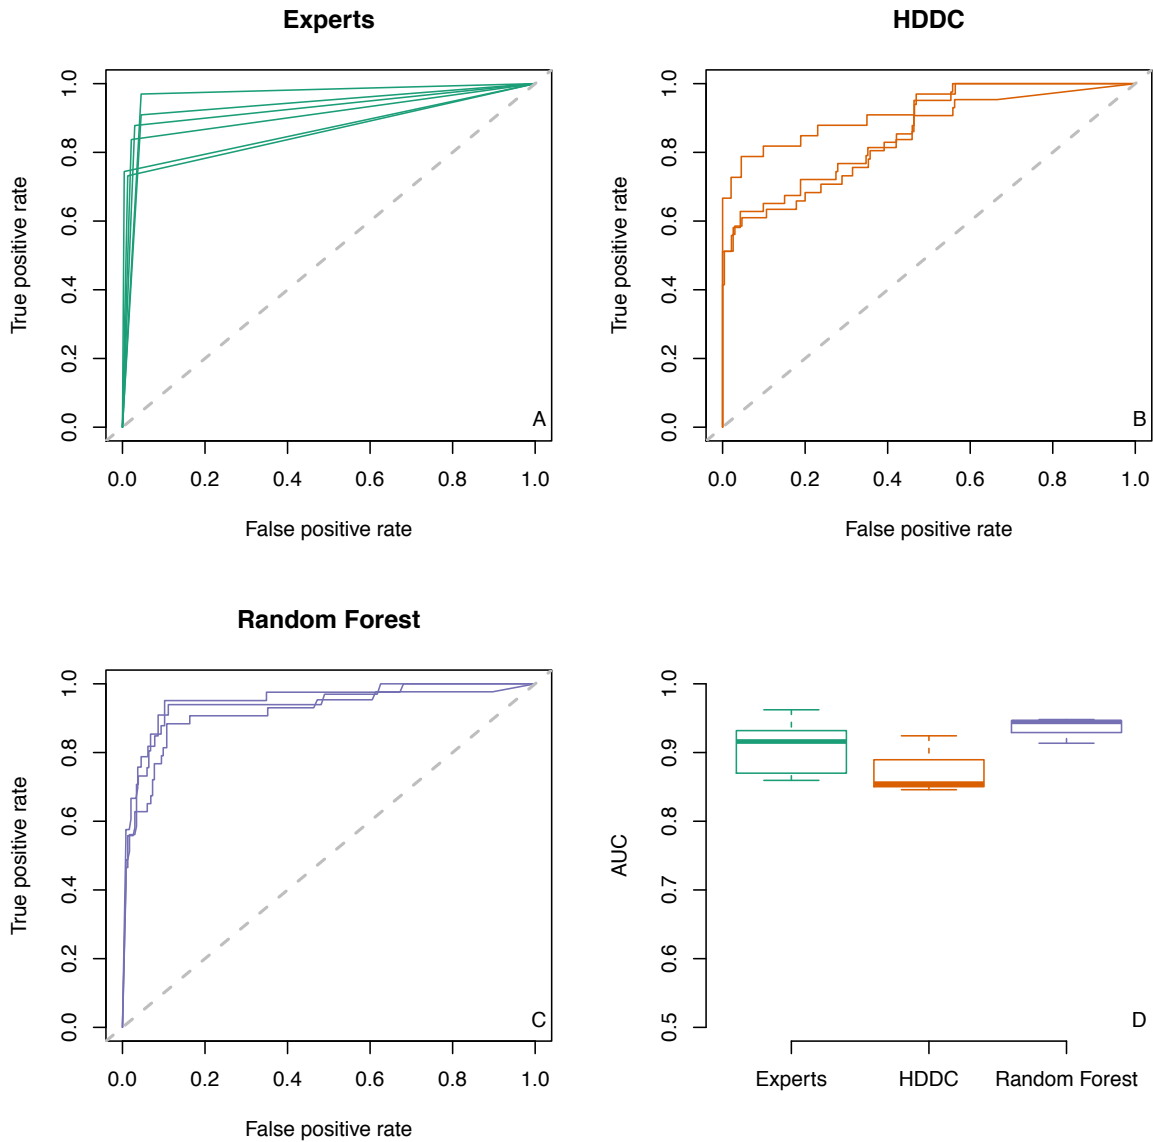 Experts
1.0
0.8
0.6
0.4
0.2
0.0
True positive rate
A
0.0 0.2 0.4 0.6 0.8 1.0
False positive rate
HDDC
1.0
0.8
0.6
0.4
0.2
0.0
True positive rate
B
0.0 0.2 0.4 0.6 0.8 1.0
False positive rate
Random Forest
1.0
0.8
0.6
0.4
0.2
0.0
True positive rate
C
0.0 0.2 0.4 0.6 0.8 1.0
False positive rate
1.0
0.9
0.8
0.7
0.6
0.5
AUC
D
Experts HDDC Random Forest